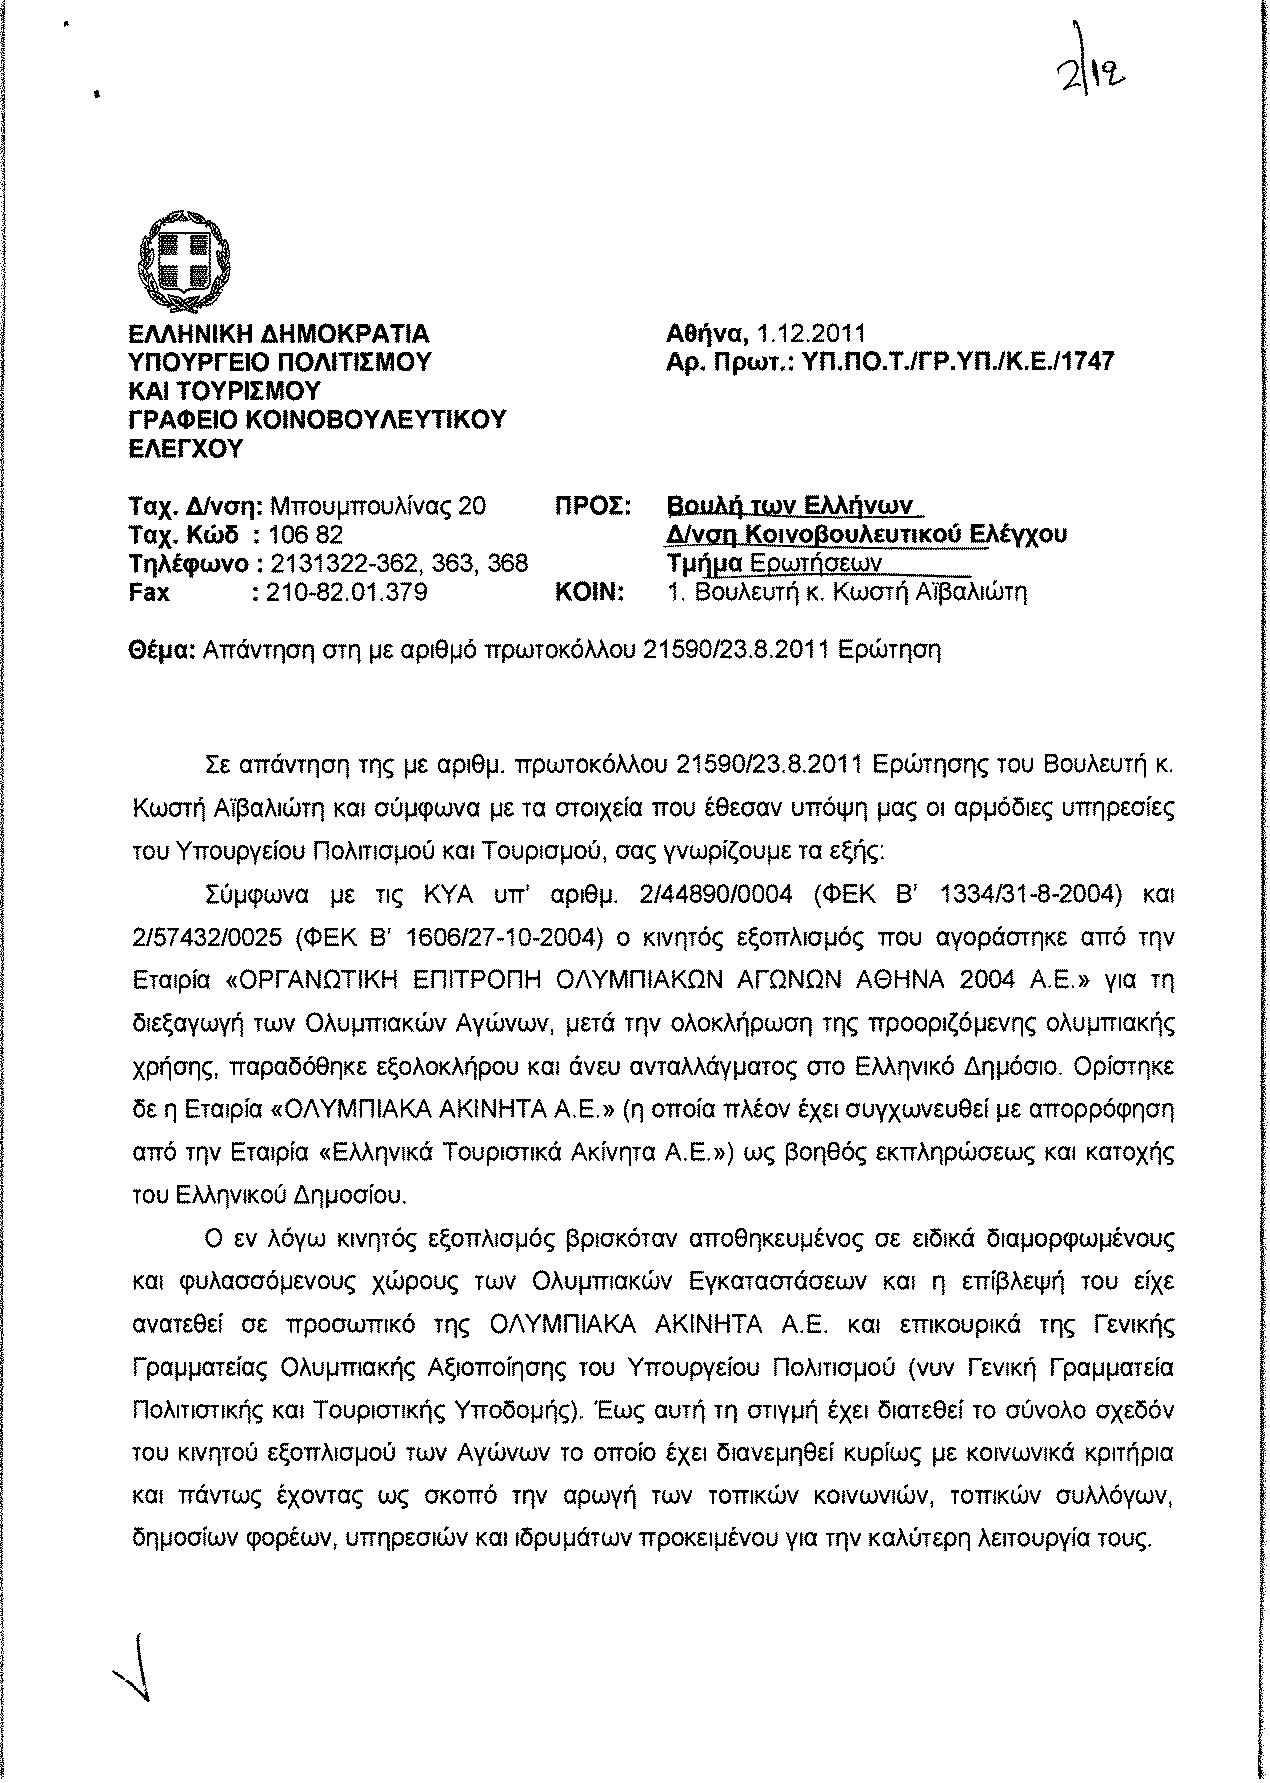 2/12
ΕΛΛΗΝΙΚΗ ΔΗΜΟΚΡΑΤΙΑ
ΥΠΟΥΡΓΕΙΟ ΠΟΛΙΤΙΣΜΟΥ
ΚΑΙ ΤΟΥΡΙΣΜΟΥ
ΓΡΑΦΕΙΟ ΚΟΙΝΟΒΟΥΛΕΥΤΙΚΟΥ
ΕΛΕΓΧΟΥ
Αθήνα, 1.12.2011
Αρ. Πρωτ.: ΥΠ.ΠΟ.Τ./ΓΡ.ΥΠ./Κ.Ε./1747
Ταχ. Δ/νση: Μπουμπουλίνας 20
Ταχ. Κώδ : 106 82
Τηλέφωνο : 2131322-362, 363, 368
Fax : 210-82.01.379
ΠΡΟΣ: Βουλή των Ελλήνων
Δ/νση Κοινοβουλευτικού Ελέγχου
Τμήμα Ερωτήσεων
ΚΟΙΝ: 1. Βουλευτή κ. Κωστή Αϊβαλιώτη
Θέμα: Απάντηση στη με αριθμό πρωτοκόλλου 21590/23.8.2011 Ερώτηση
Σε απάντηση της με αριθμ. πρωτοκόλλου 21590/23.8.2011 Ερώτησης του Βουλευτή κ.
Κωστή Αϊβαλιώτη και σύμφωνα με τα στοιχεία που έθεσαν υπόψη μας οι αρμόδιες υπηρεσίες
του Υπουργείου Πολιτισμού και Τουρισμού, σας γνωρίζουμε τα εξής:
Σύμφωνα με τις ΚΥΑ υπ' αριθμ. 2/44890/0004 (ΦΕΚ Β' 1334/31-8-2004) και
2/57432/0025 (ΦΕΚ Β' 1606/27-10-2004) ο κινητός εξοπλισμός που αγοράστηκε από την
Εταιρία «ΟΡΓΑΝΩΤΙΚΗ ΕΠΙΤΡΟΠΗ ΟΛΥΜΠΙΑΚΩΝ ΑΓΩΝΩΝ ΑΘΗΝΑ 2004 Α.Ε.» για τη
διεξαγωγή των Ολυμπιακών Αγώνων, μετά την ολοκλήρωση της προοριζόμενης ολυμπιακής
χρήσης, παραδόθηκε εξολοκλήρου και άνευ ανταλλάγματος στο Ελληνικό Δημόσιο. Ορίστηκε
δε η Εταιρία «ΟΛΥΜΠΙΑΚΑ ΑΚΙΝΗΤΑ Α.Ε.» (η οποία πλέον έχει συγχωνευθεί με απορρόφηση
από την Εταιρία «Ελληνικά Τουριστικά Ακίνητα Α.Ε.») ως βοηθός εκπληρώσεως και κατοχής
του Ελληνικού Δημοσίου.
Ο εν λόγω κινητός εξοπλισμός βρισκόταν αποθηκευμένος σε ειδικά διαμορφωμένους
και φυλασσόμενους χώρους των Ολυμπιακών Εγκαταστάσεων και η επίβλεψή του είχε
ανατεθεί σε προσωπικό της ΟΛΥΜΠΙΑΚΑ ΑΚΙΝΗΤΑ Α.Ε. και επικουρικά της Γενικής
Γραμματείας Ολυμπιακής Αξιοποίησης του Υπουργείου Πολιτισμού (νυν Γενική Γραμματεία
Πολιτιστικής και Τουριστικής Υποδομής). Έως αυτή τη στιγμή έχει διατεθεί το σύνολο σχεδόν
του κινητού εξοπλισμού των Αγώνων το οποίο έχει διανεμηθεί κυρίως με κοινωνικά κριτήρια
και πάντως έχοντας ως σκοπό την αρωγή των τοπικών κοινωνιών, τοπικών συλλόγων,
δημοσίων φορέων, υπηρεσιών και ιδρυμάτων προκειμένου για την καλύτερη λειτουργία τους.